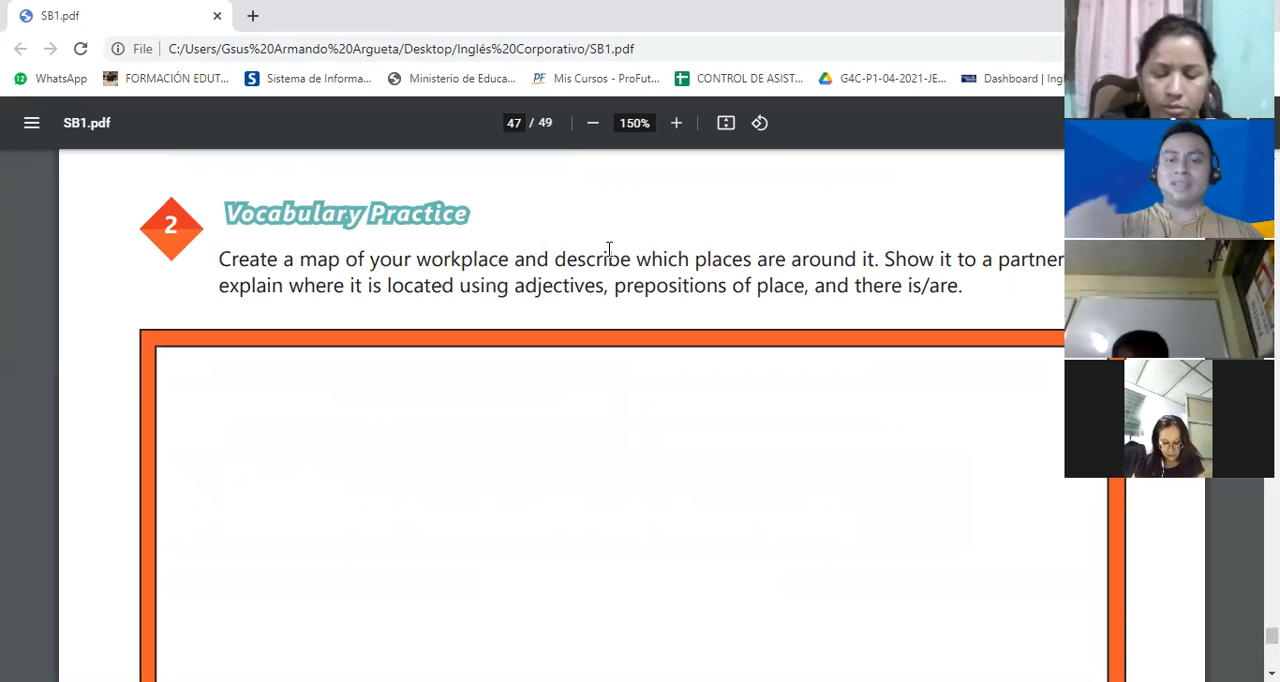 SB1.pdf
File C:/Users/Gsus%20Armando%20Argueta/Desktop/Inglés%20Corporativo/SB1.pdf
WhatsApp FORMACIÓN EDUT... Sistema de Informa... Ministerio de Educa... PF Mis Cursos - ProFut... CONTROL DE ASIST... G4C-P1-04-2021-JE... Dashboard | Ing
SB1.pdf 47 / 49 150%
2 Vocabulary Practice
Create a map of your workplace and describe which places are around it. Show it to a partner
explain where it is located using adjectives, prepositions of place, and there is/are.